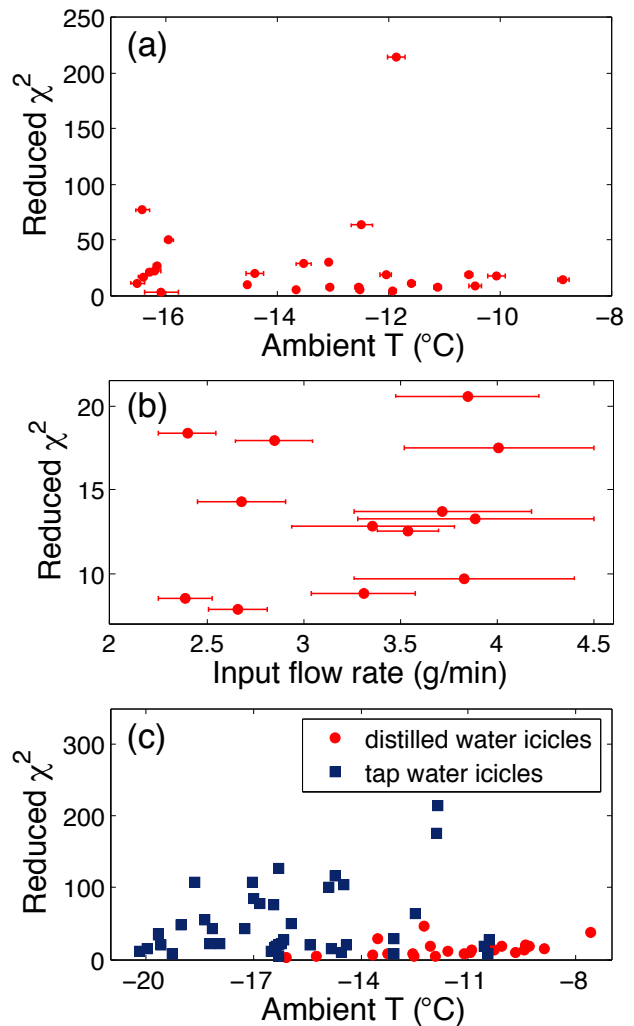 (a)
250
200
150
100
50
0
Reduced χ²
−16
−14
−12
−10
−8
Ambient T (°C)
(b)
20
15
10
Reduced χ²
2
2.5
3
3.5
4
4.5
Input flow rate (g/min)
(c)
distilled water icicles
tap water icicles
300
200
100
0
Reduced χ²
−20
−17
−14
−11
−8
Ambient T (°C)